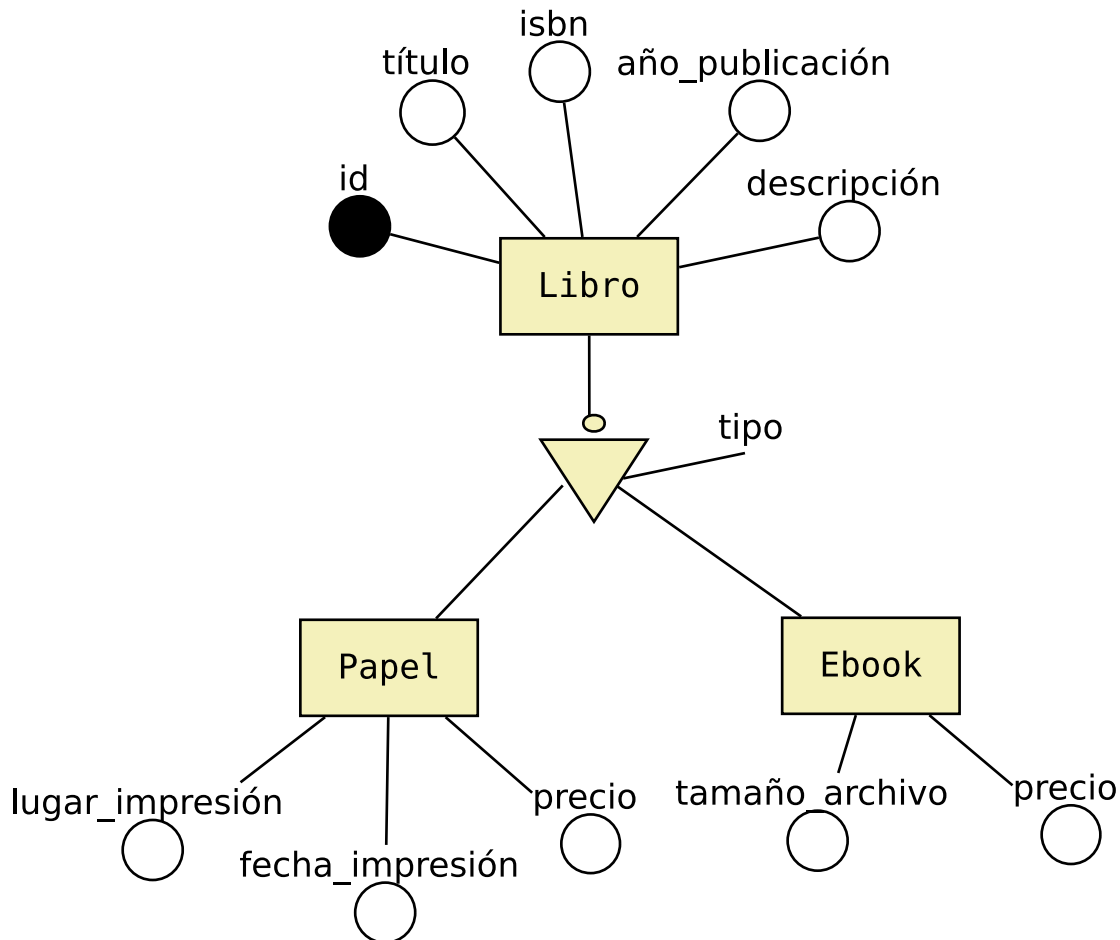 isbn
título
año_publicación
id
descripción
Libro
tipo
Papel
Ebook
lugar_impresión
fecha_impresión
precio
tamaño_archivo
precio